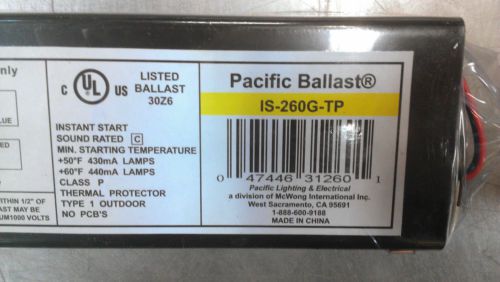 nly
LUE
ED
ITHIN 1/2" OF
AST MAY BE
UM1000 VOLTS
C UL US
LISTED
BALLAST
30Z6
INSTANT START
SOUND RATED C
MIN. STARTING TEMPERATURE
+50°F 430mA LAMPS
+60°F 440mA LAMPS
CLASS P
THERMAL PROTECTOR
TYPE 1 OUTDOOR
NO PCB'S
Pacific Ballast®
IS-260G-TP
0 47446 31260 1
Pacific Lighting & Electrical
a division of McWong International Inc.
West Sacramento, CA 95691
1-888-600-9188
MADE IN CHINA